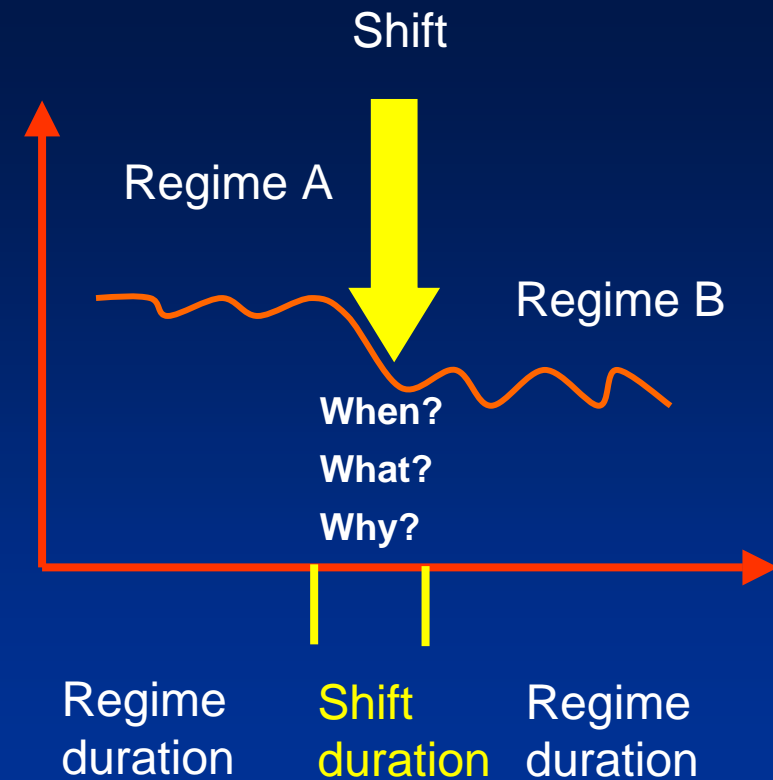 Shift
Regime A
Regime B
When?
What?
Why?
Regime
duration
Shift
duration
Regime
duration